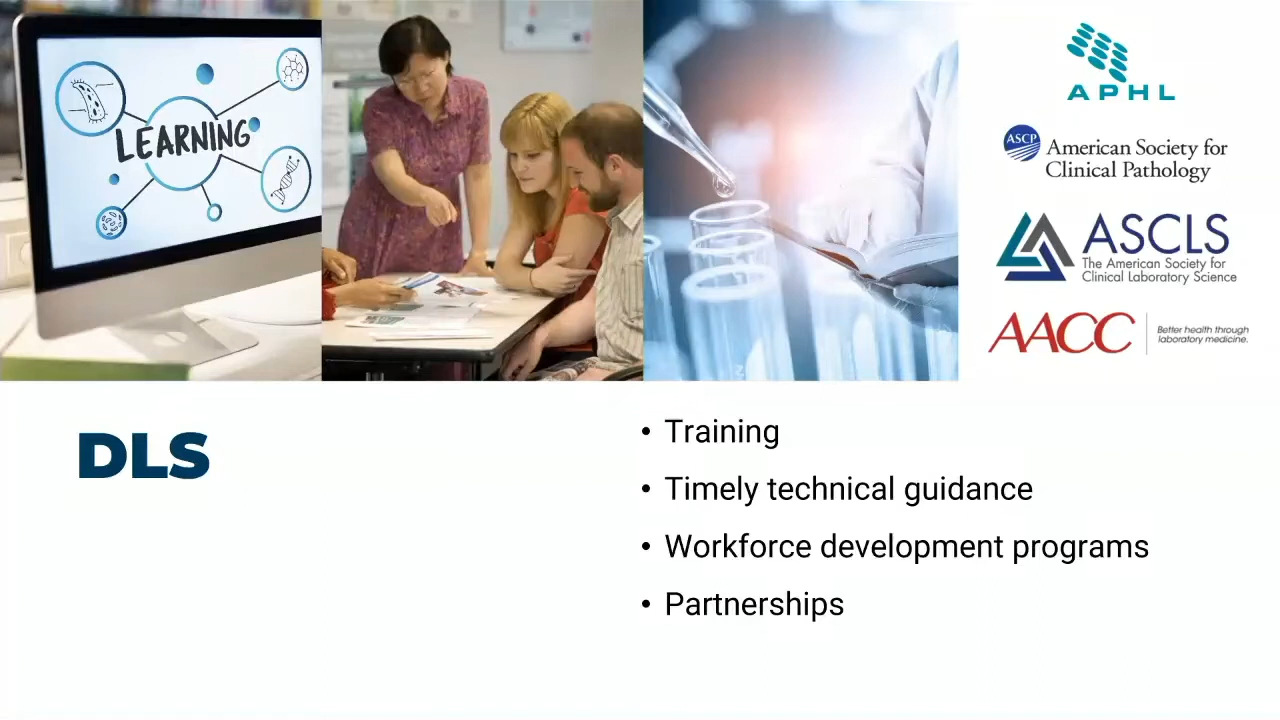 LEARNING
APHL
ASCP
American Society for
Clinical Pathology
ASCLS
The American Society for
Clinical Laboratory Science
AACC
Better health through
laboratory medicine.
DLS
• Training
• Timely technical guidance
• Workforce development programs
• Partnerships